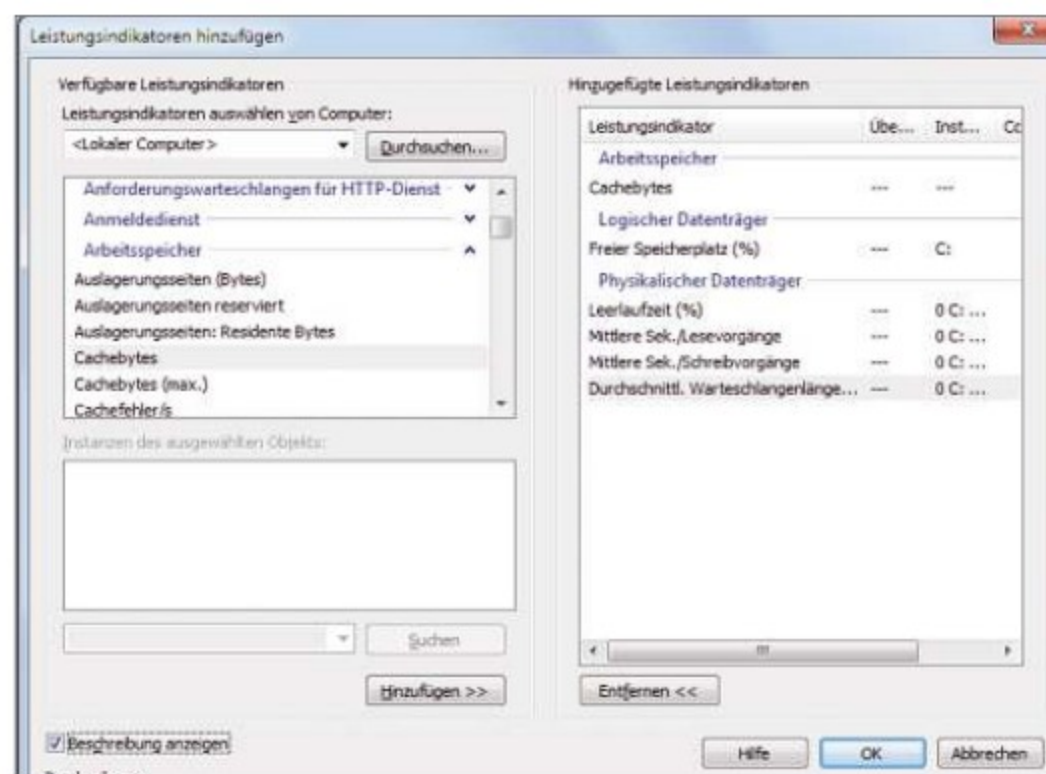 Leistungsindikatoren hinzufügen
Verfügbare Leistungsindikatoren
Leistungsindikatoren auswählen von Computer:
<Lokaler Computer>
Durchsuchen...
Anforderungswarteschlangen für HTTP-Dienst
Anmeldedienst
Arbeitsspeicher
Auslagerungsseiten (Bytes)
Auslagerungsseiten reserviert
Auslagerungsseiten: Residente Bytes
Cachebytes
Cachebytes (max.)
Cachefehler/s
Instanzen des ausgewählten Objekts:
Suchen
Hinzufügen >>
Beschreibung anzeigen
Hinzugefügte Leistungsindikatoren
Leistungsindikator Übe... Inst... Cc
Arbeitsspeicher
Cachebytes --- ---
Logischer Datenträger
Freier Speicherplatz (%) --- C:
Physikalischer Datenträger
Leerlaufzeit (%) --- 0 C: ...
Mittlere Sek./Lesevorgänge --- 0 C: ...
Mittlere Sek./Schreibvorgänge --- 0 C: ...
Durchschnittl. Warteschlangenlänge... --- 0 C: ...
Entfernen <<
Hilfe
OK
Abbrechen